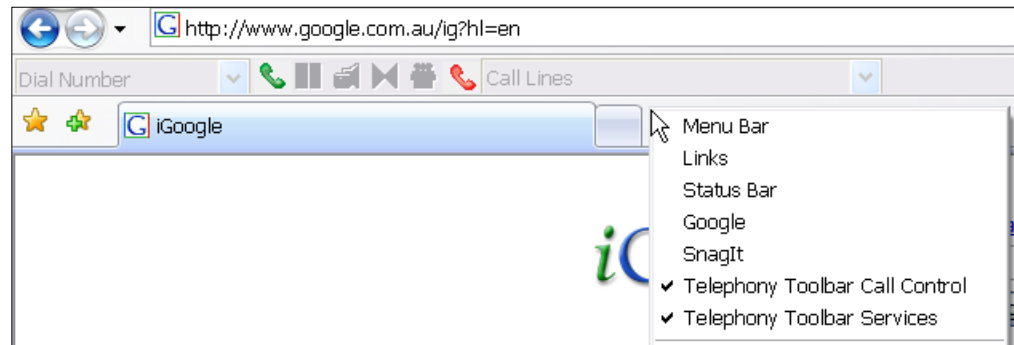 http://www.google.com.au/ig?hl=en
Dial Number
Call Lines
iGoogle
Menu Bar
Links
Status Bar
Google
SnagIt
Telephony Toolbar Call Control
Telephony Toolbar Services